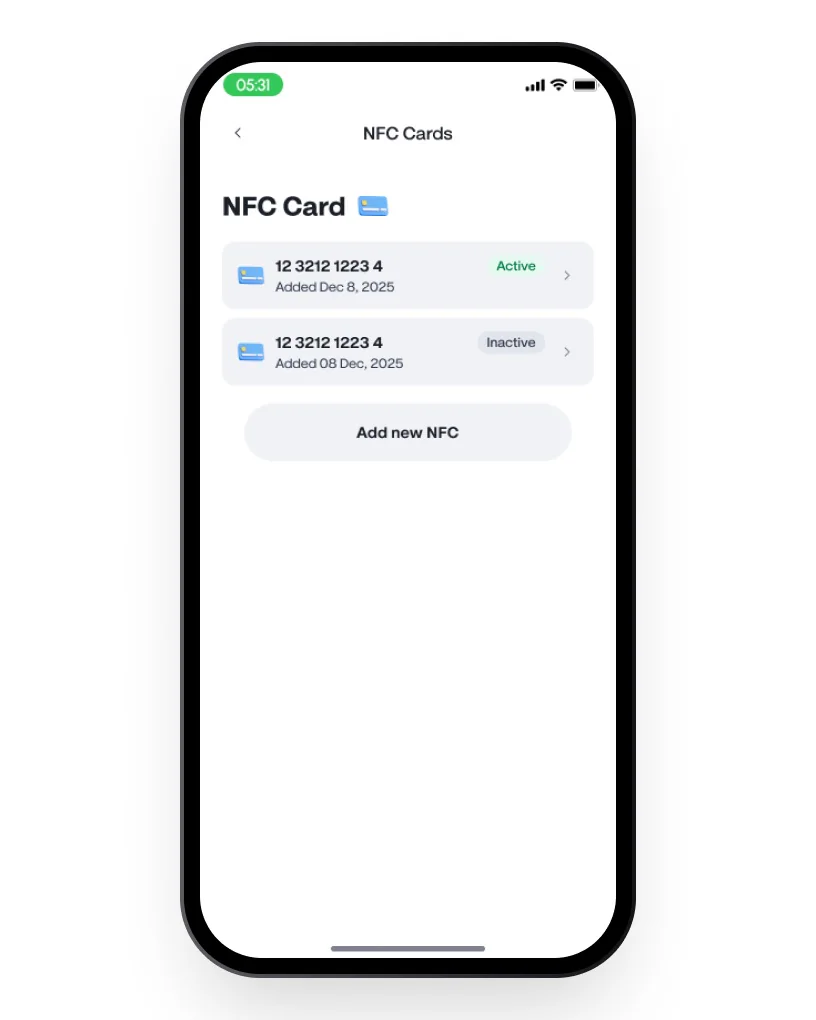 05:31
NFC Cards
NFC Card
12 3212 1223 4
Active
Added Dec 8, 2025
12 3212 1223 4
Inactive
Added 08 Dec, 2025
Add new NFC